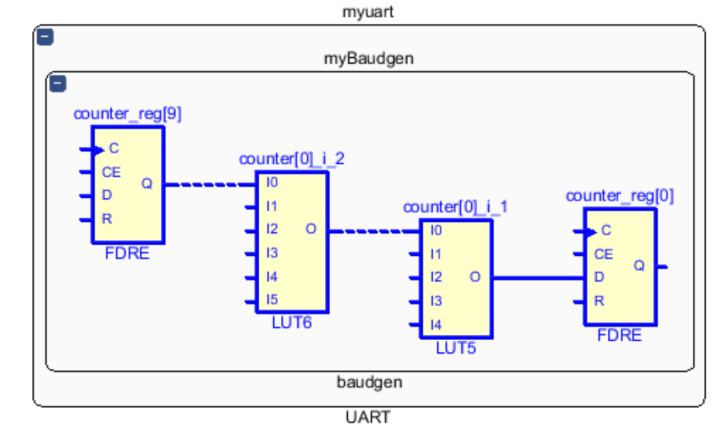 myuart
myBaudgen
counter_reg[9]
C
CE
D
R
Q
FDRE
counter[0]_i_2
I0
I1
I2
I3
I4
I5
O
LUT6
counter[0]_i_1
I0
I1
I2
I3
I4
O
LUT5
counter_reg[0]
C
CE
D
R
Q
FDRE
baudgen
UART